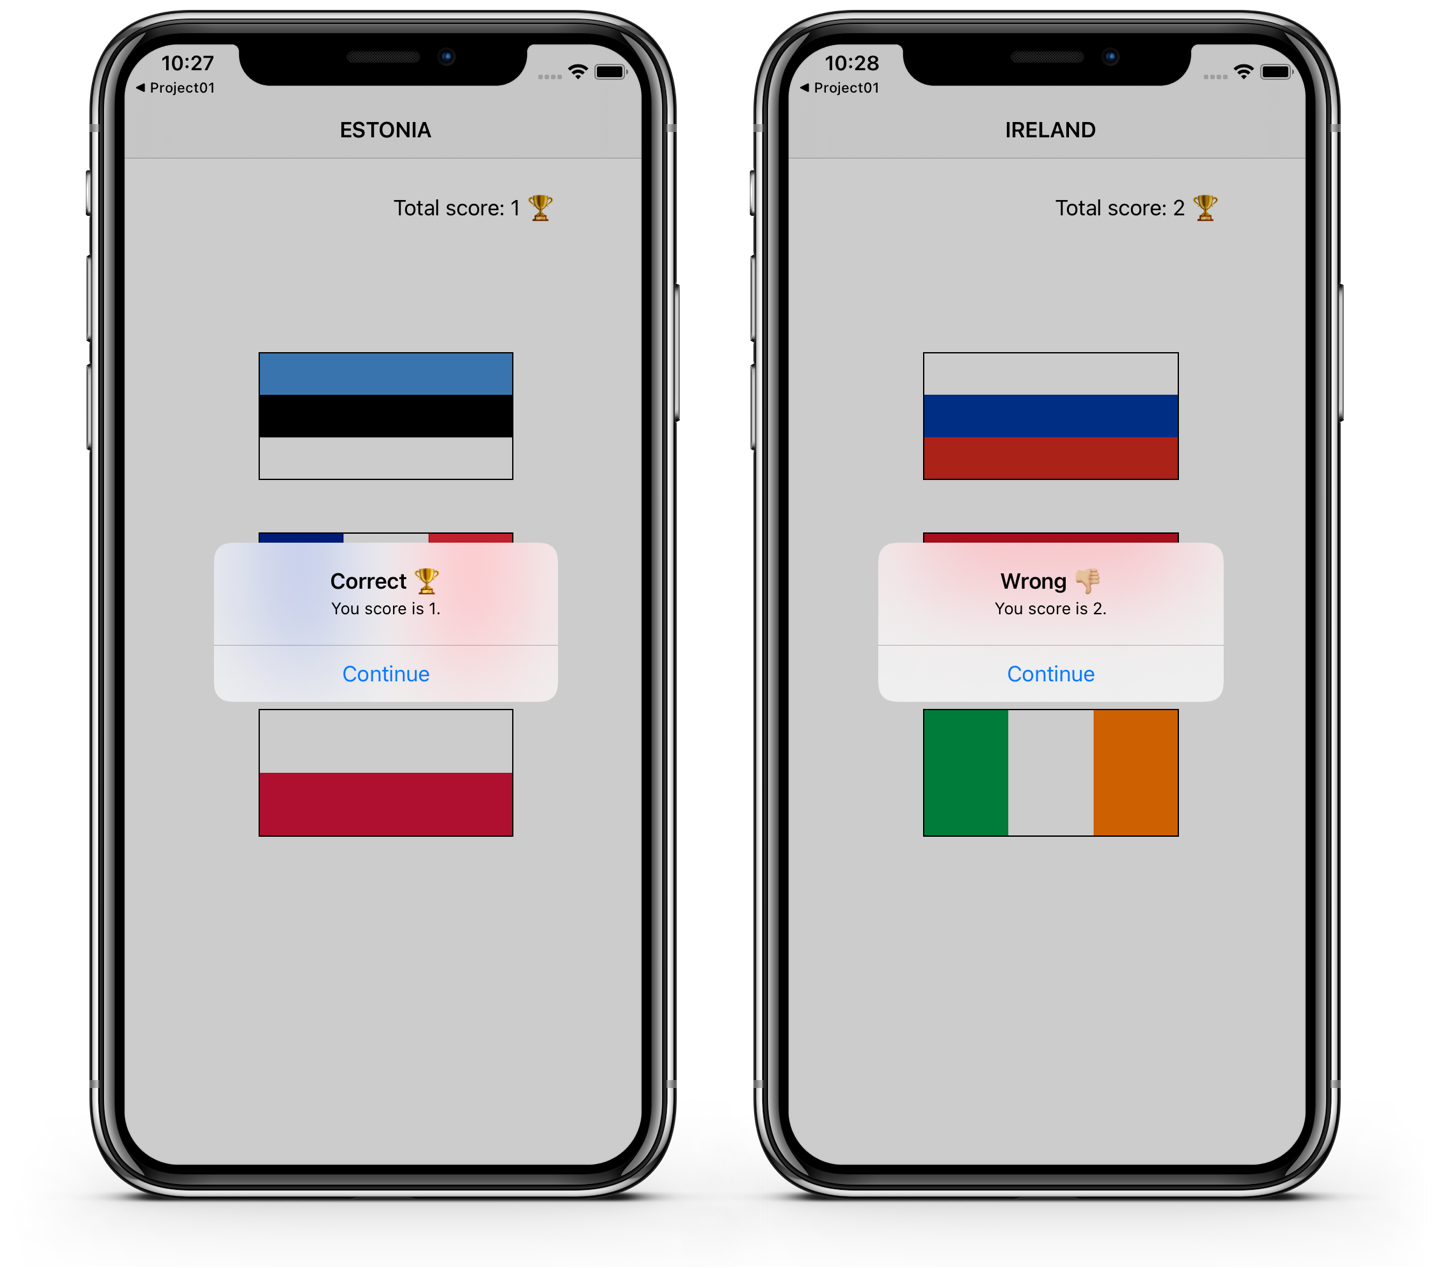 10:27
◀ Project01
ESTONIA
Total score: 1 🏆
Correct 🏆
You score is 1.
Continue
10:28
◀ Project01
IRELAND
Total score: 2 🏆
Wrong 👎🏼
You score is 2.
Continue